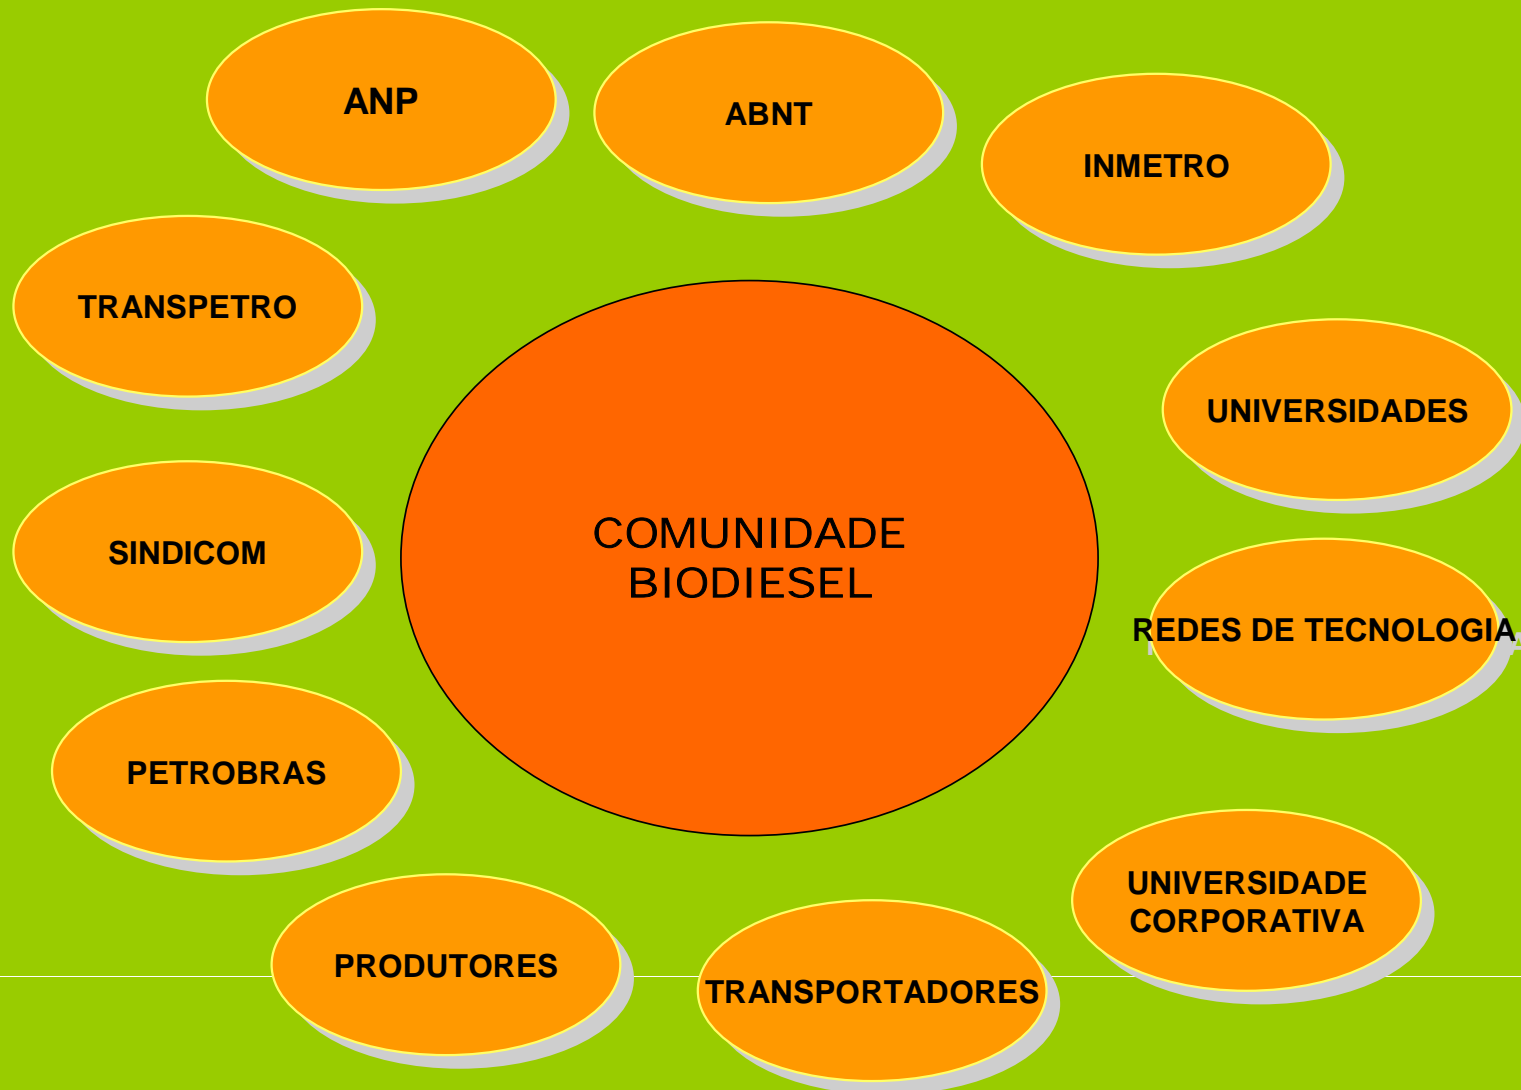 ANP
ABNT
INMETRO
TRANSPETRO
UNIVERSIDADES
SINDICOM
COMUNIDADE
BIODIESEL
REDES DE TECNOLOGIA
PETROBRAS
UNIVERSIDADE
CORPORATIVA
PRODUTORES
TRANSPORTADORES